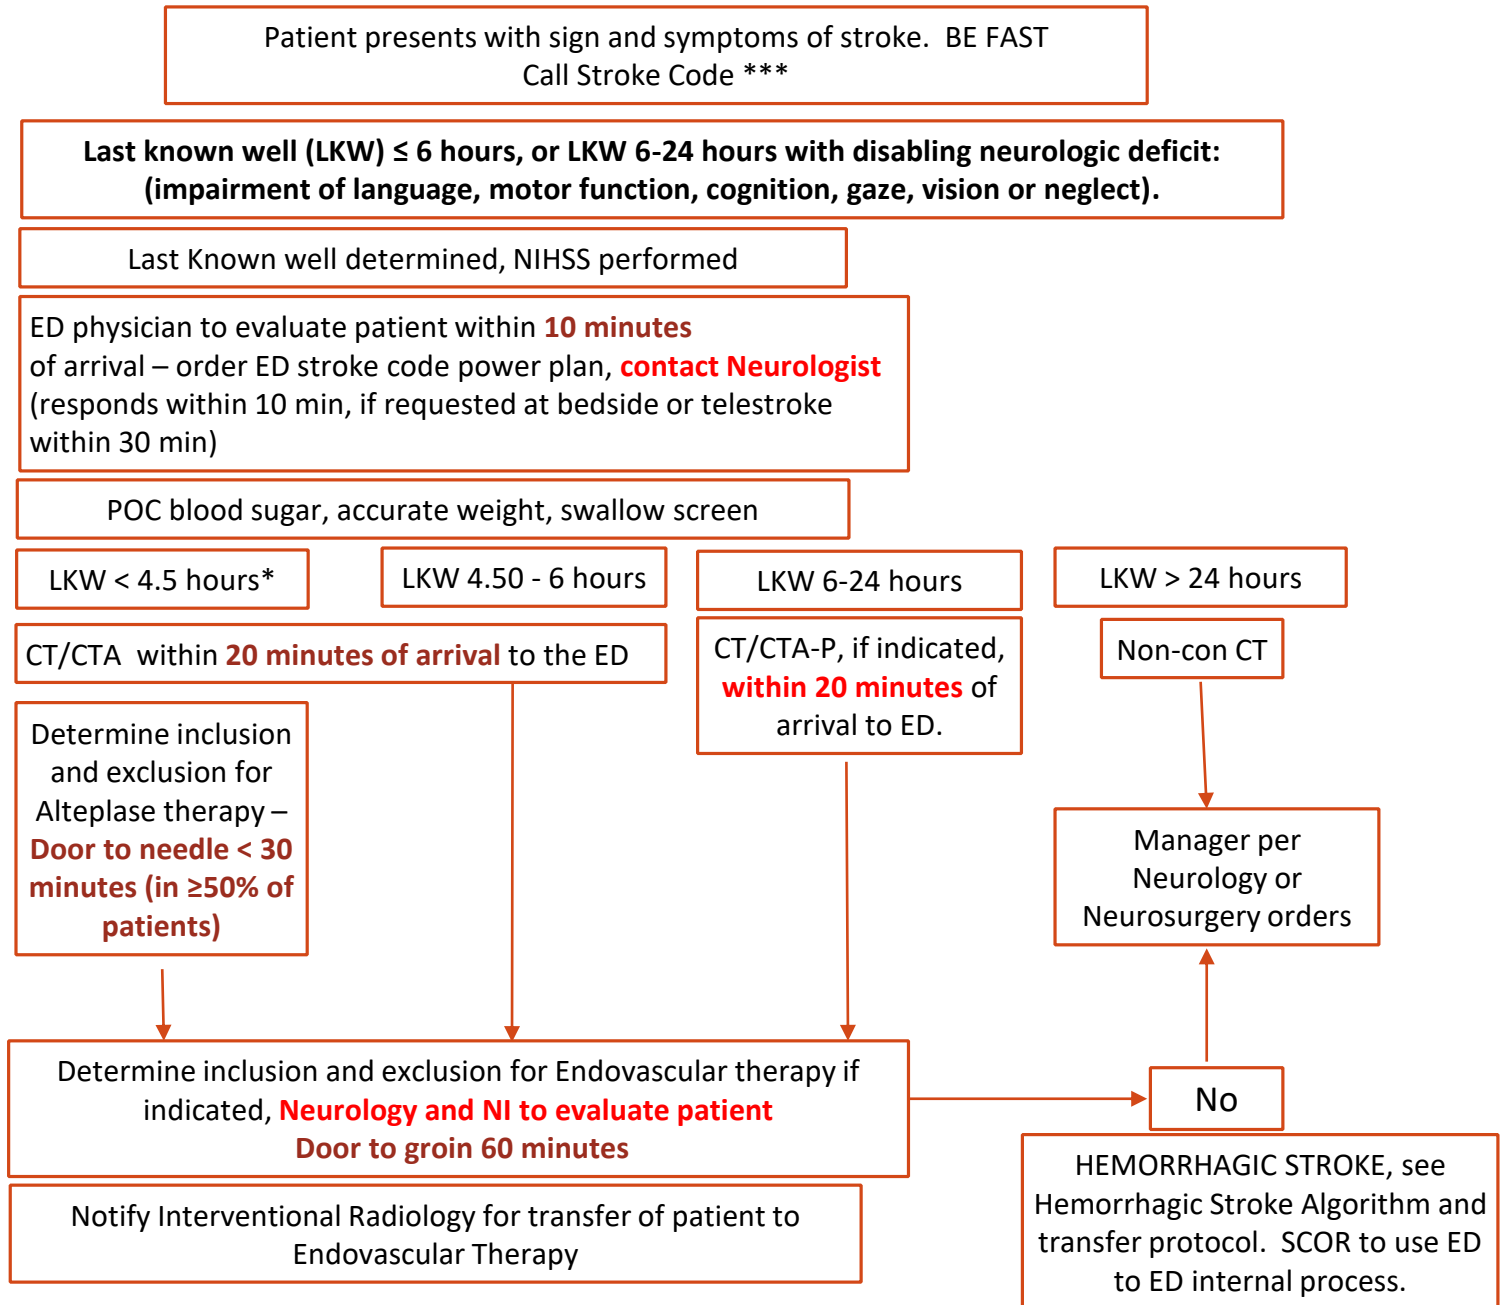 Patient presents with sign and symptoms of stroke.  BE FAST
Call Stroke Code ***
Last known well (LKW) ≤ 6 hours, or LKW 6-24 hours with disabling neurologic deficit:
(impairment of language, motor function, cognition, gaze, vision or neglect).
Last Known well determined, NIHSS performed
ED physician to evaluate patient within 10 minutes
of arrival – order ED stroke code power plan, contact Neurologist
(responds within 10 min, if requested at bedside or telestroke
within 30 min)
POC blood sugar, accurate weight, swallow screen
LKW < 4.5 hours*
LKW 4.50 - 6 hours
LKW 6-24 hours
LKW > 24 hours
CT/CTA  within 20 minutes of arrival to the ED
CT/CTA-P, if indicated,
within 20 minutes of
arrival to ED.
Non-con CT
Determine inclusion
and exclusion for
Alteplase therapy –
Door to needle < 30
minutes (in ≥50% of
patients)
Manager per
Neurology or
Neurosurgery orders
Determine inclusion and exclusion for Endovascular therapy if
indicated, Neurology and NI to evaluate patient
Door to groin 60 minutes
No
Notify Interventional Radiology for transfer of patient to
Endovascular Therapy
HEMORRHAGIC STROKE, see
Hemorrhagic Stroke Algorithm and
transfer protocol.  SCOR to use ED
to ED internal process.